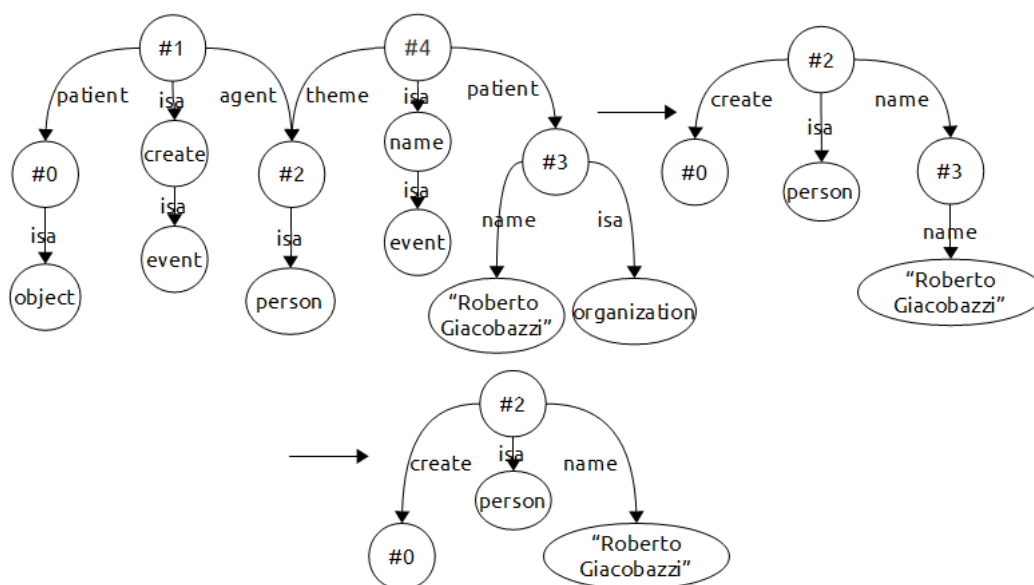 #1
#4
patient
isa
agent
theme
isa
patient
#0
create
#2
name
#3
isa
isa
isa
isa
name
isa
object
event
person
event
“Roberto
Giacobazzi”
organization
#2
create
isa
name
#0
person
#3
name
“Roberto
Giacobazzi”
#2
create
isa
name
person
#0
“Roberto
Giacobazzi”